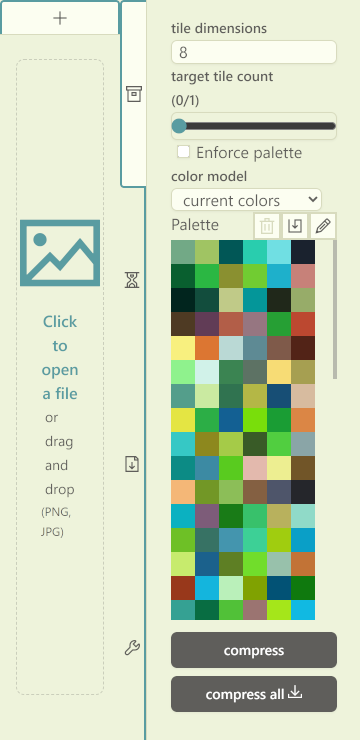 Click
to
open
a file
or
drag
and
drop
(PNG,
JPG)
tile dimensions
8
target tile count
(0/1)
Enforce palette
color model
current colors
Palette
compress
compress all